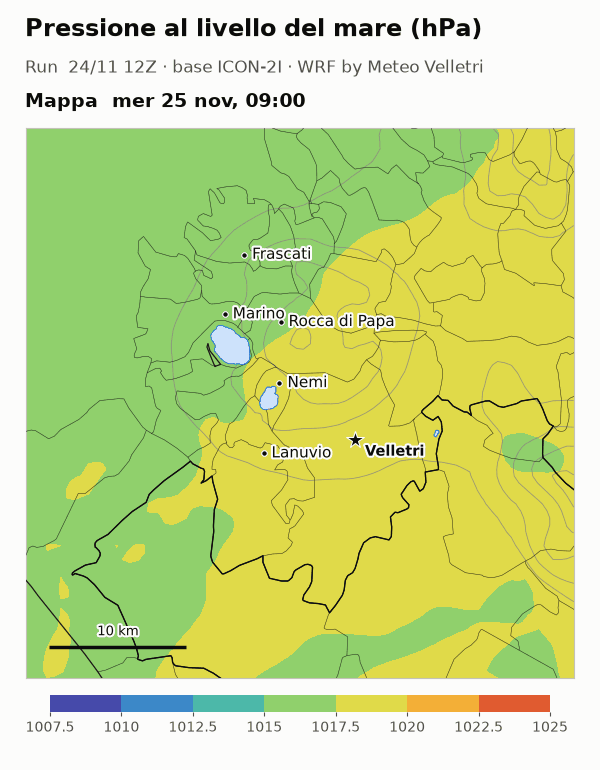 Pressione al livello del mare (hPa)
Run 24/11 12Z · base ICON-2I · WRF by Meteo Velletri
Mappa mer 25 nov, 09:00
Frascati
Marino
Rocca di Papa
Nemi
Velletri
Lanuvio
10 km
1007.5 1010 1012.5 1015 1017.5 1020 1022.5 1025